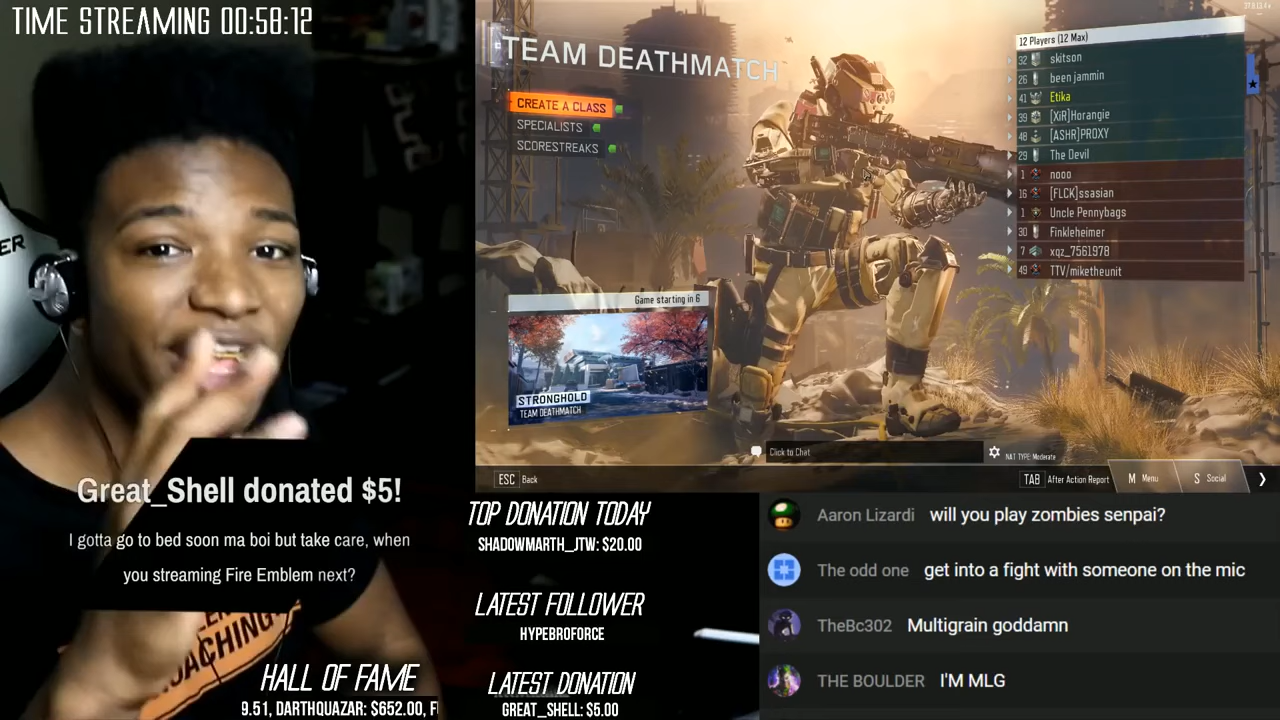 TIME STREAMING 00:58:12
Great_Shell donated $5!
I gotta go to bed soon ma boi but take care, when
you streaming Fire Emblem next?
ACHING
HALL OF FAME
9.51, DARTHQUAZAR: $652.00, F
TEAM DEATHMATCH
CREATE A CLASS
SPECIALISTS
SCORESTREAKS
12 Players (12 Max)
32 skitson
26 been jammin
41 Etika
39 [XiR]Horangie
48 [ASHR]PROXY
29 The Devil
1 nooo
16 [FLCK]ssasian
1 Uncle Pennybags
30 Finkleheimer
7 xqz_7561978
49 TTV/miketheunit
Game starting in 6
STRONGHOLD
TEAM DEATHMATCH
Click to Chat
NAT TYPE: Moderate
ESC Back
TAB After Action Report
M Menu
S Social
TOP DONATION TODAY
SHADOWMARTH_JTW: $20.00
LATEST FOLLOWER
HYPEBROFORCE
LATEST DONATION
GREAT_SHELL: $5.00
Aaron Lizardi will you play zombies senpai?
The odd one get into a fight with someone on the mic
TheBc302 Multigrain goddamn
THE BOULDER I'M MLG